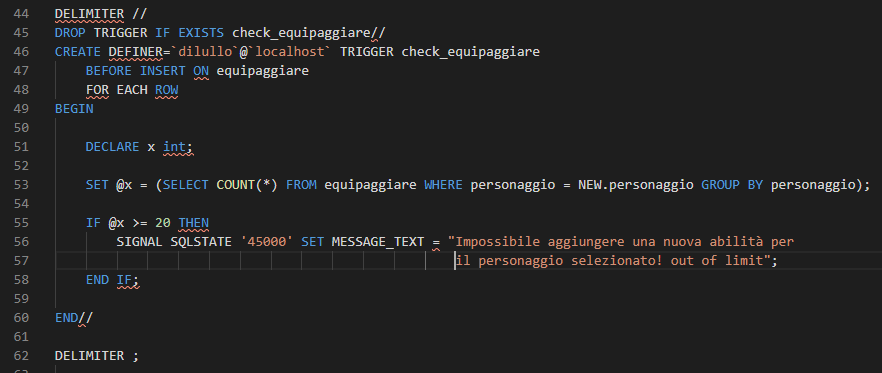 44 DELIMITER //
45 DROP TRIGGER IF EXISTS check_equipaggiare//
46 CREATE DEFINER=`dilullo`@`localhost` TRIGGER check_equipaggiare
47 BEFORE INSERT ON equipaggiare
48 FOR EACH ROW
49 BEGIN
50
51 DECLARE x int;
52
53 SET @x = (SELECT COUNT(*) FROM equipaggiare WHERE personaggio = NEW.personaggio GROUP BY personaggio);
54
55 IF @x >= 20 THEN
56 SIGNAL SQLSTATE '45000' SET MESSAGE_TEXT = "Impossibile aggiungere una nuova abilità per
57 il personaggio selezionato! out of limit";
58 END IF;
59
60 END//
61
62 DELIMITER ;